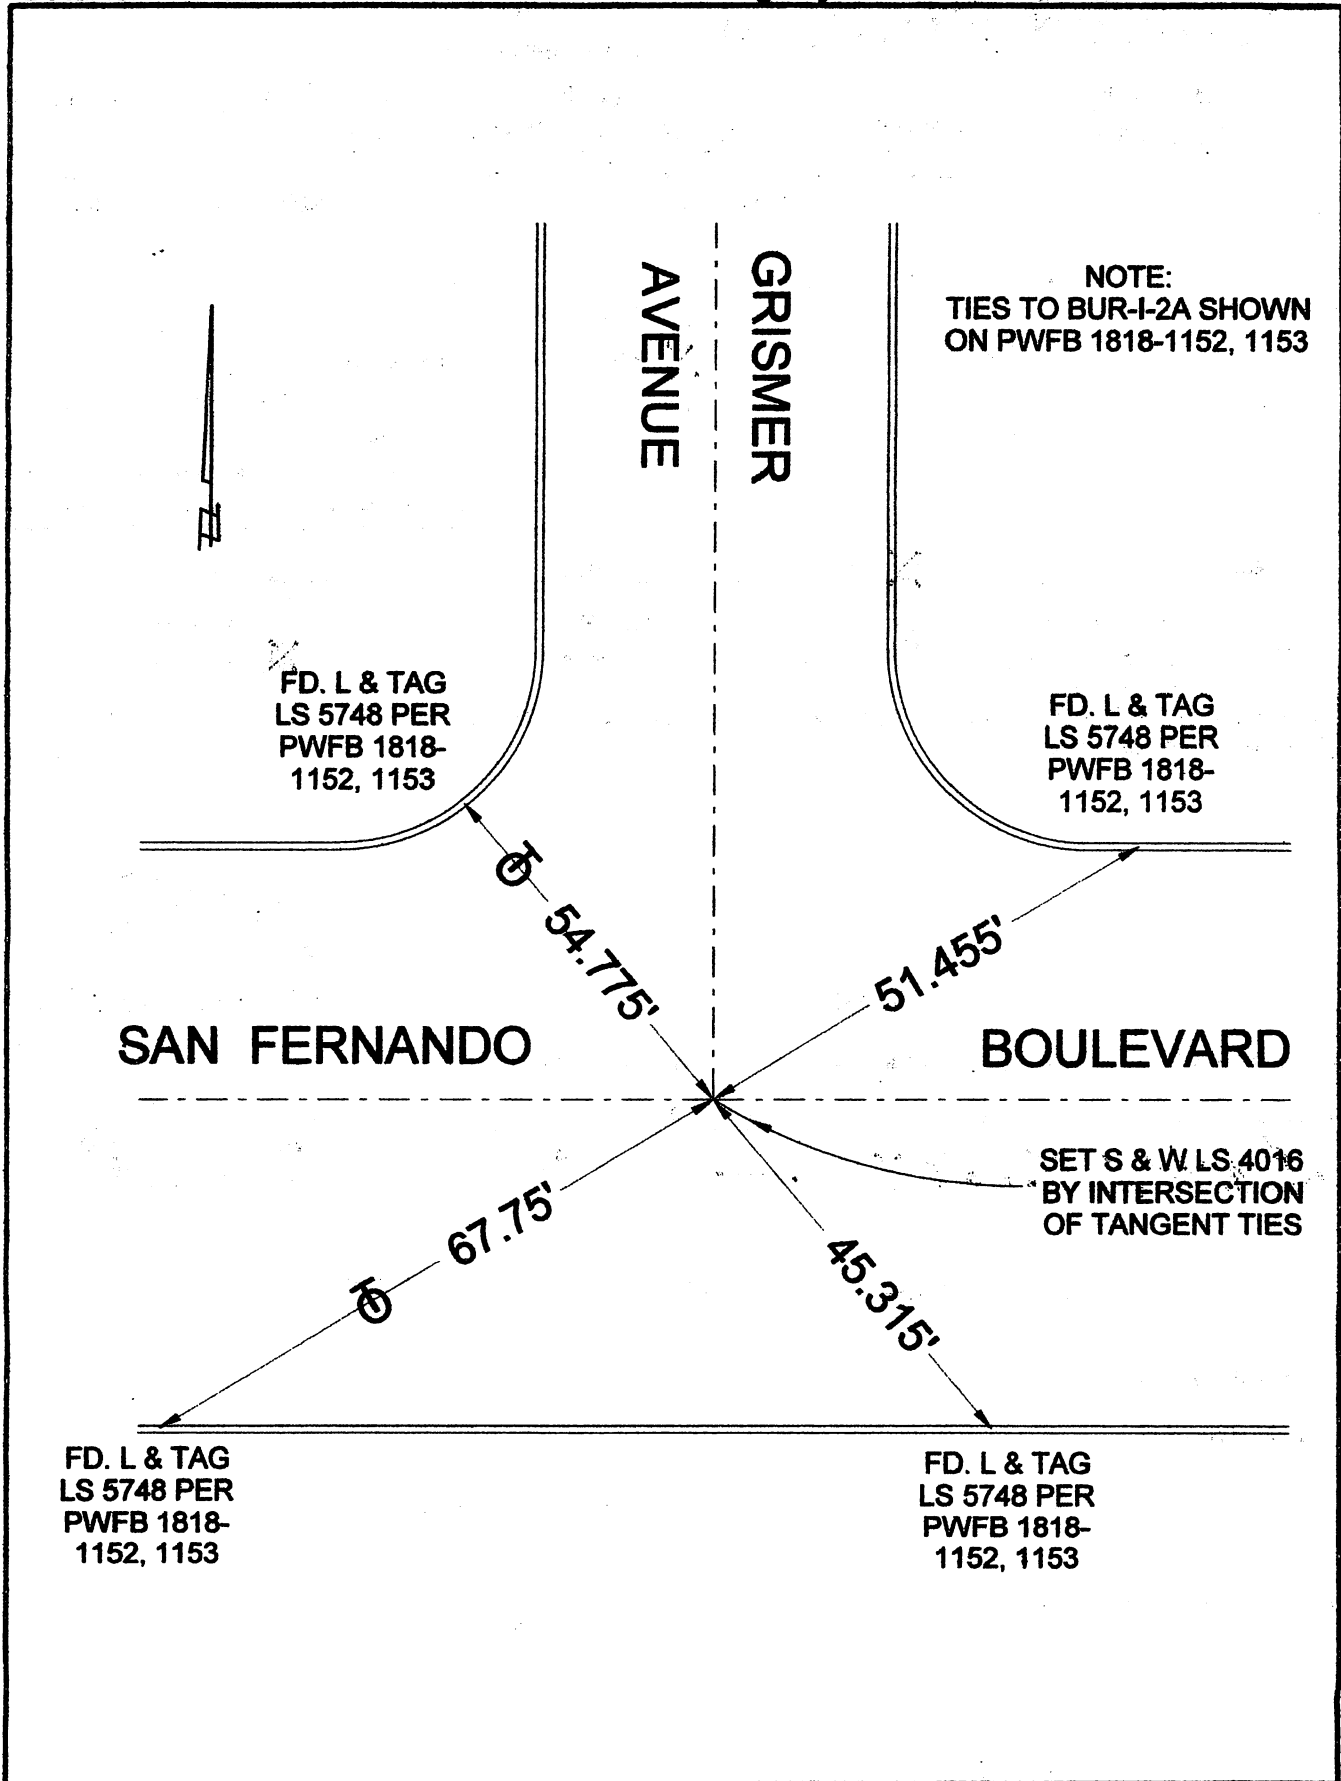 GRISMER
AVENUE
NOTE:
TIES TO BUR-I-2A SHOWN
ON PWFB 1818-1152, 1153
FD. L & TAG
LS 5748 PER
PWFB 1818-
1152, 1153
FD. L & TAG
LS 5748 PER
PWFB 1818-
1152, 1153
54.775'
51.455'
SAN FERNANDO
BOULEVARD
SET S & W LS 4016
BY INTERSECTION
OF TANGENT TIES
67.75'
45.315'
FD. L & TAG
LS 5748 PER
PWFB 1818-
1152, 1153
FD. L & TAG
LS 5748 PER
PWFB 1818-
1152, 1153